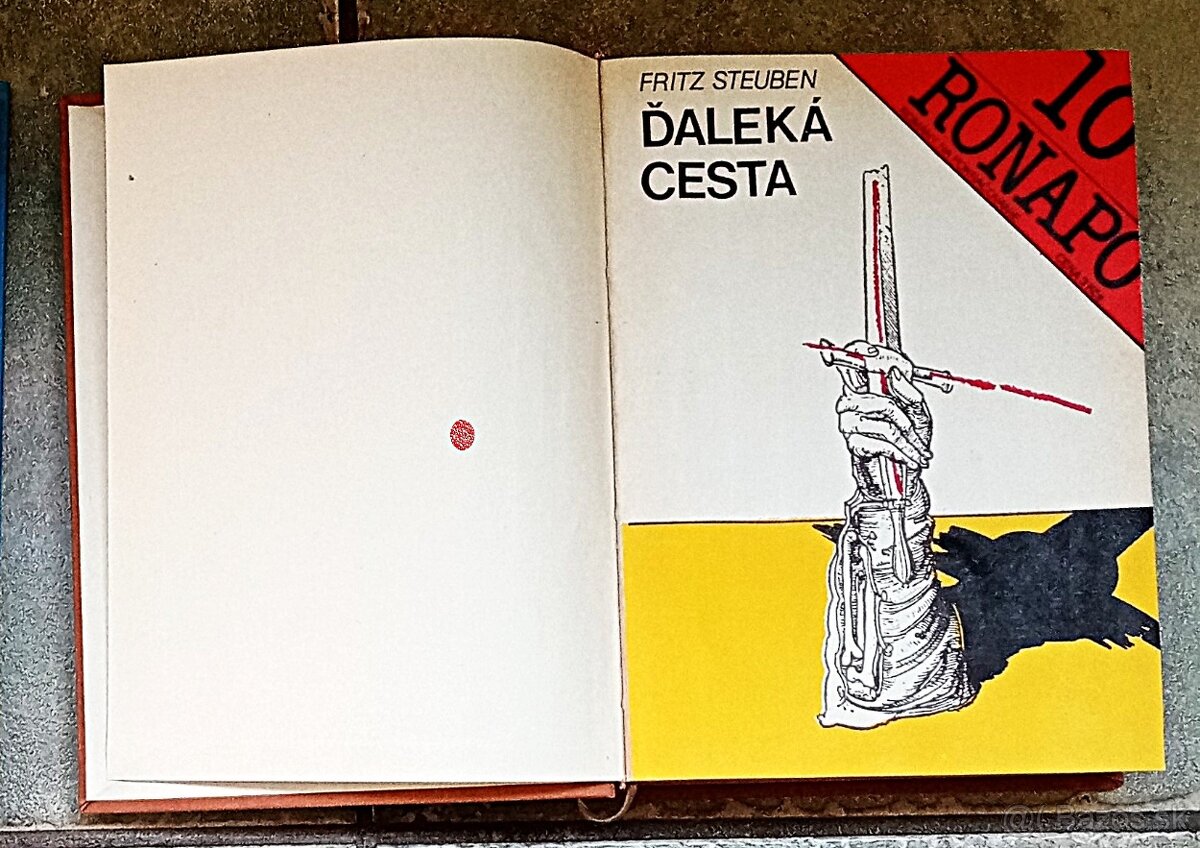 FRITZ STEUBEN
ĎALEKÁ
CESTA
10
RONAPO